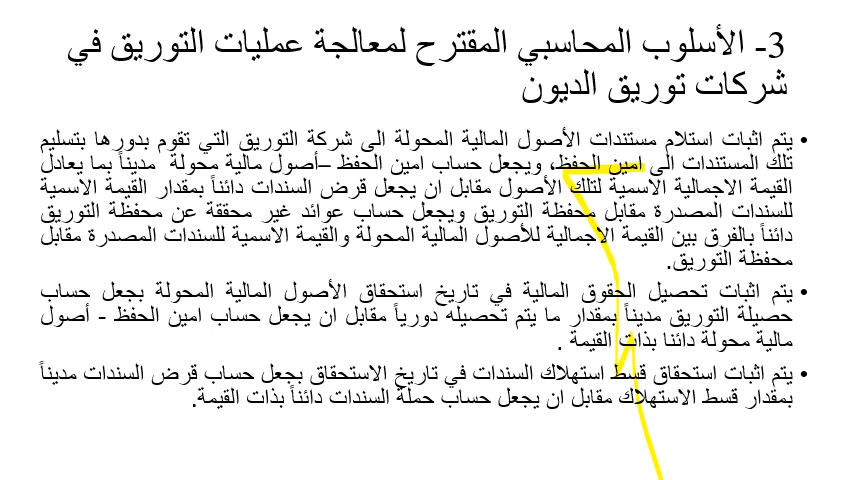 3- الأسلوب المحاسبي المقترح لمعالجة عمليات التوريق في
شركات توريق الديون
• يتم اثبات استلام مستندات الأصول المالية المحولة الى شركة التوريق التي تقوم بدورها بتسليم
تلك المستندات الى امين الحفظ، ويجعل حساب امين الحفظ –أصول مالية محولة مديناً بما يعادل
القيمة الاجمالية الاسمية لتلك الأصول مقابل ان يجعل قرض السندات دائناً بمقدار القيمة الاسمية
للسندات المصدرة مقابل محفظة التوريق ويجعل حساب عوائد غير محققة عن محفظة التوريق
دائناً بالفرق بين القيمة الاجمالية للأصول المالية المحولة والقيمة الاسمية للسندات المصدرة مقابل
محفظة التوريق.
• يتم اثبات تحصيل الحقوق المالية في تاريخ استحقاق الأصول المالية المحولة بجعل حساب
حصيلة التوريق مديناً بمقدار ما يتم تحصيله دورياً مقابل ان يجعل حساب امين الحفظ - أصول
مالية محولة دائنا بذات القيمة .
• يتم اثبات استحقاق قسط استهلاك السندات في تاريخ الاستحقاق بجعل حساب قرض السندات مديناً
بمقدار قسط الاستهلاك مقابل ان يجعل حساب حملة السندات دائناً بذات القيمة.